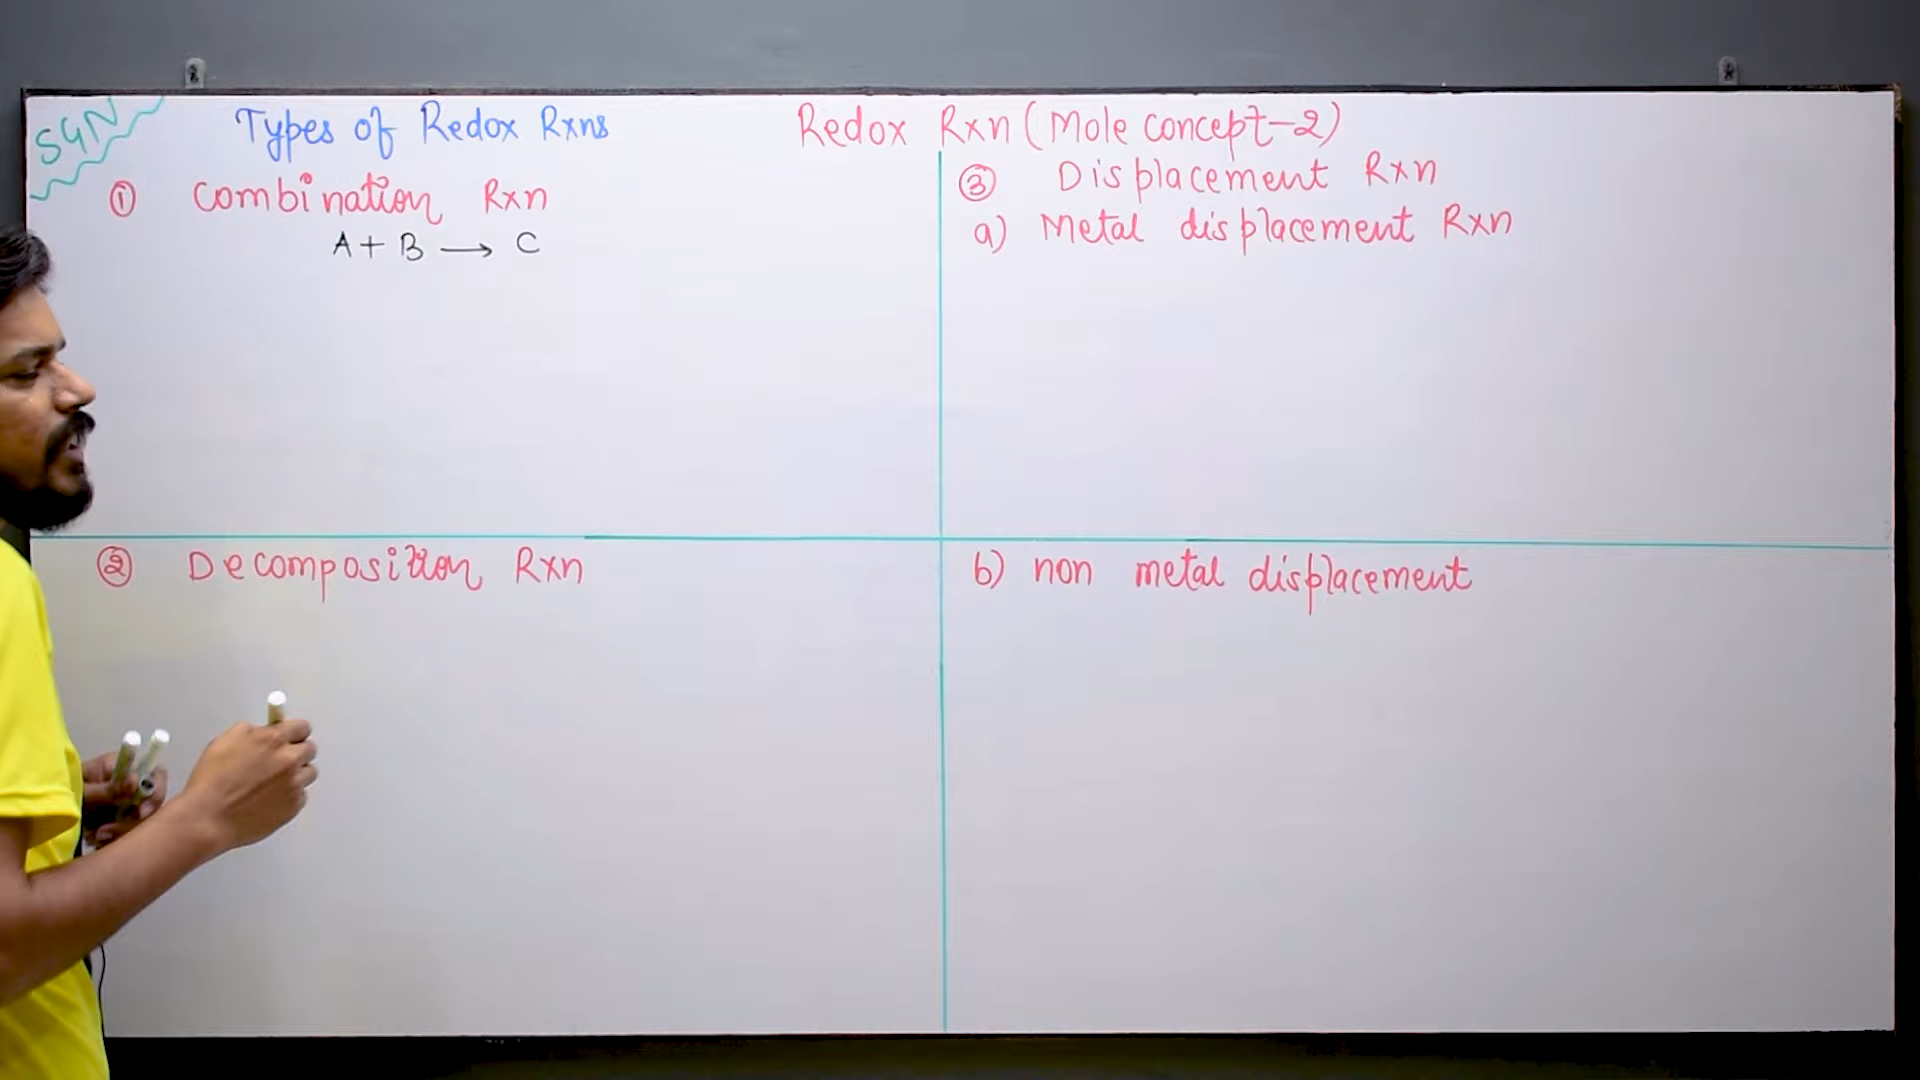 SGN
Types of Redox Rxns
Redox Rxn (Mole concept-2)
① Combination Rxn
A + B → C
② Decomposition Rxn
③ Displacement Rxn
a) Metal displacement Rxn
b) non metal displacement